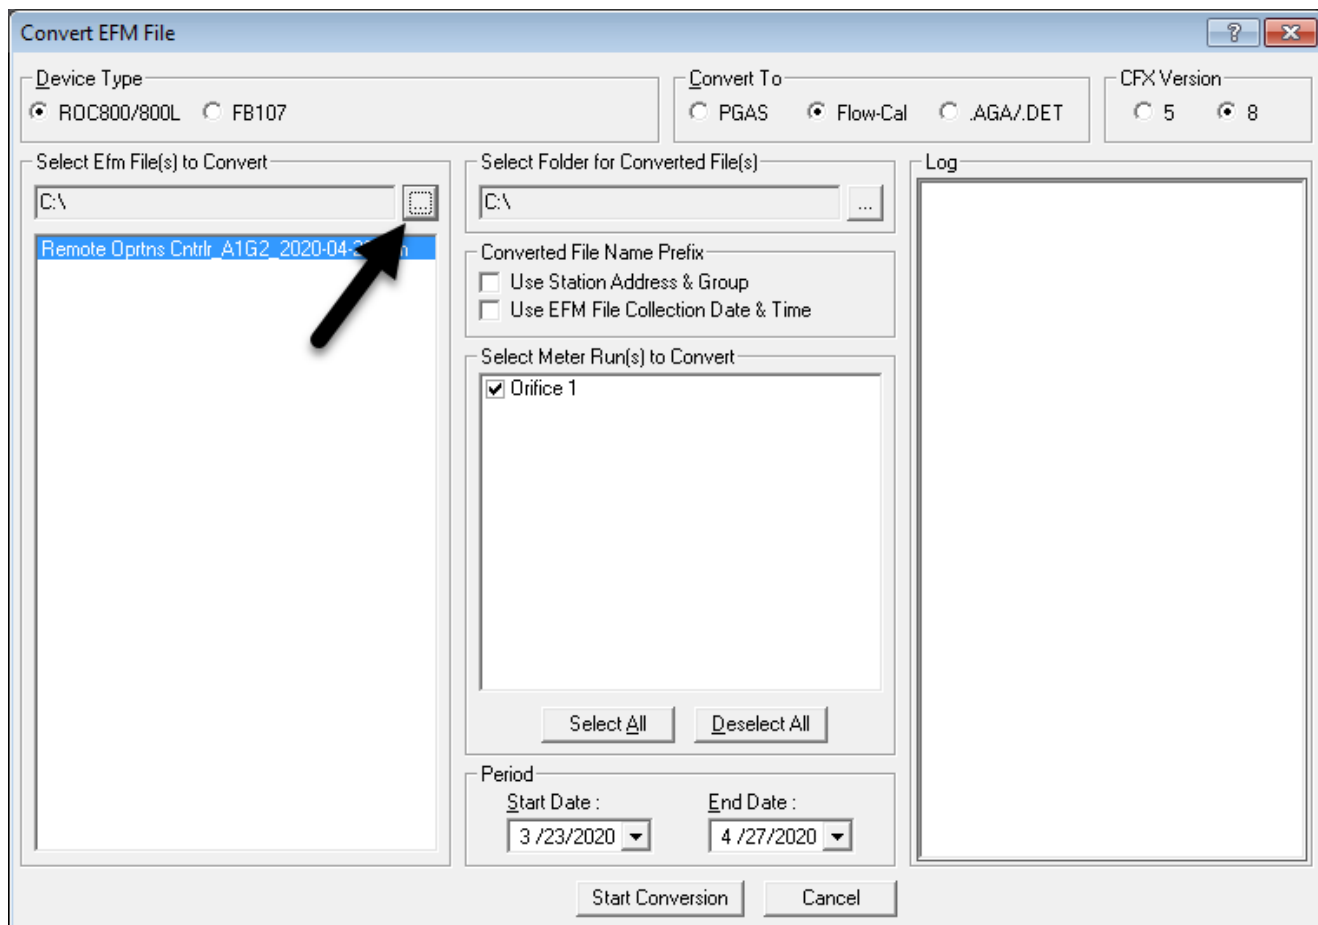 Convert EFM File
Device Type
ROC800/800L FB107
Convert To
PGAS Flow-Cal .AGA/.DET
CFX Version
5 8
Select Efm File(s) to Convert
C:\
...
Remote Oprtns Cntrlr_A1G2_2020-04-2
Select Folder for Converted File(s)
C:\
...
Converted File Name Prefix
Use Station Address & Group
Use EFM File Collection Date & Time
Select Meter Run(s) to Convert
Orifice 1
Select All Deselect All
Period
Start Date : End Date :
3 /23/2020 4 /27/2020
Log
Start Conversion Cancel